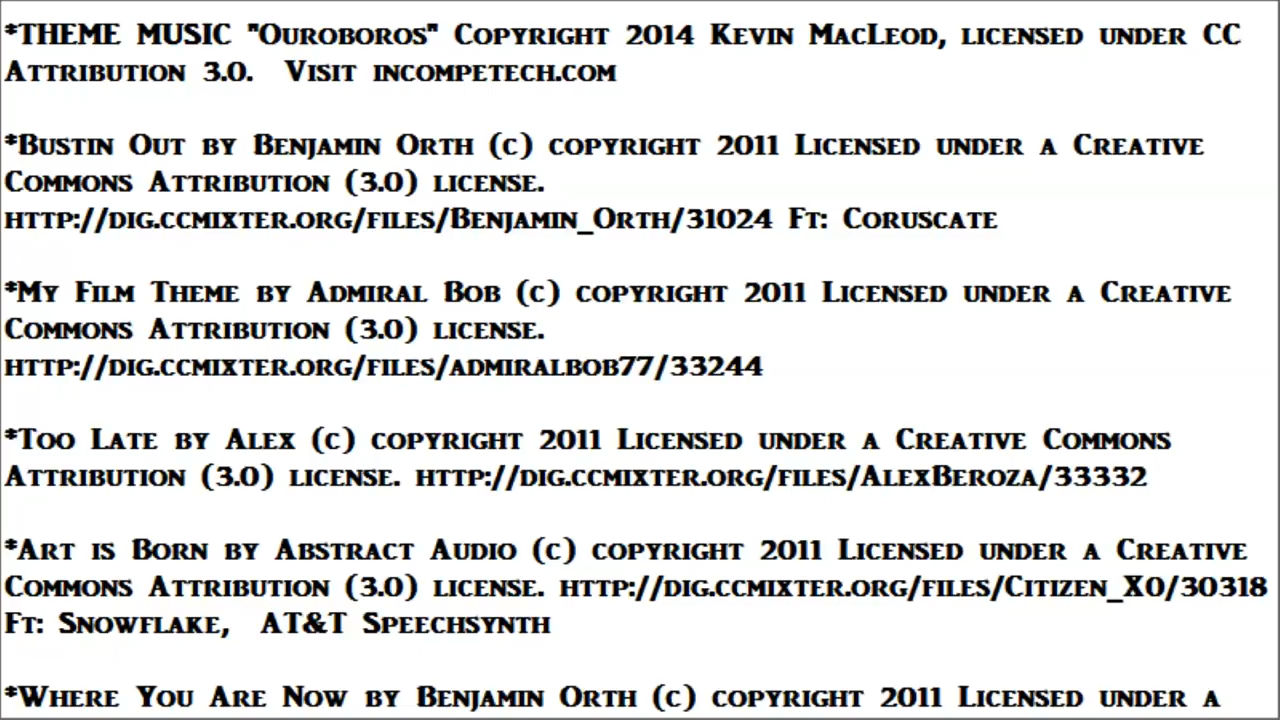 *THEME MUSIC "Ouroboros" Copyright 2014 Kevin MacLeod, licensed under CC
Attribution 3.0. Visit incompetech.com
*Bustin Out by Benjamin Orth (c) copyright 2011 Licensed under a Creative
Commons Attribution (3.0) license.
http://dig.ccmixter.org/files/Benjamin_Orth/31024 Ft: Coruscate
*My Film Theme by Admiral Bob (c) copyright 2011 Licensed under a Creative
Commons Attribution (3.0) license.
http://dig.ccmixter.org/files/admiralbob77/33244
*Too Late by Alex (c) copyright 2011 Licensed under a Creative Commons
Attribution (3.0) license. http://dig.ccmixter.org/files/AlexBeroza/33332
*Art is Born by Abstract Audio (c) copyright 2011 Licensed under a Creative
Commons Attribution (3.0) license. http://dig.ccmixter.org/files/Citizen_X0/30318
Ft: Snowflake, AT&T Speechsynth
*Where You Are Now by Benjamin Orth (c) copyright 2011 Licensed under a